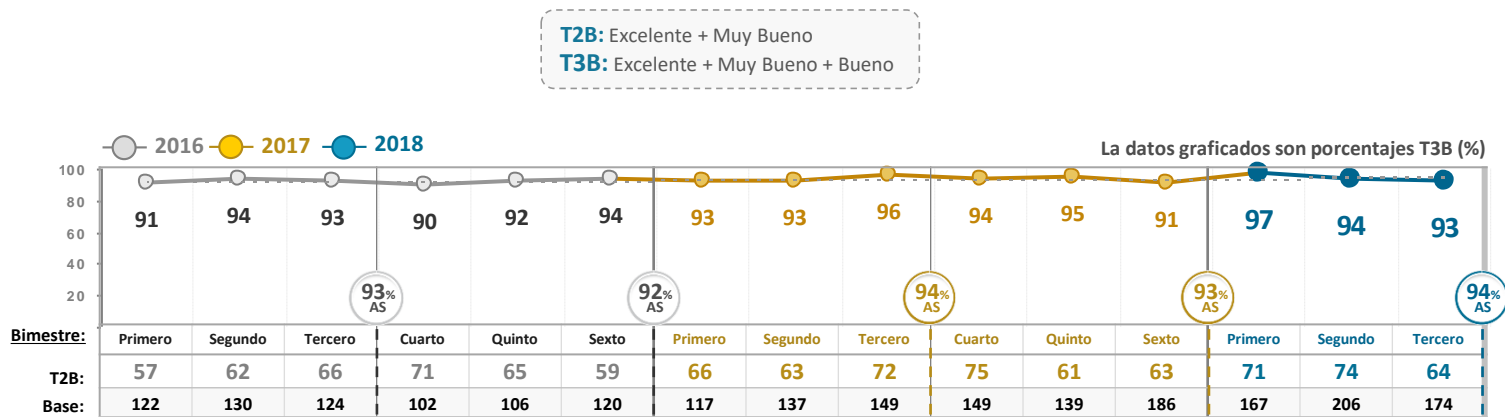 T2B: Excelente + Muy Bueno
T3B: Excelente + Muy Bueno + Bueno
2016 2017 2018 La datos graficados son porcentajes T3B (%)
100
80
60
40
20
91 94 93 90 92 94 93 93 96 94 95 91 97 94 93
93% AS 92% AS 94% AS 93% AS 94% AS
Bimestre: Primero Segundo Tercero Cuarto Quinto Sexto Primero Segundo Tercero Cuarto Quinto Sexto Primero Segundo Tercero
T2B: 57 62 66 71 65 59 66 63 72 75 61 63 71 74 64
Base: 122 130 124 102 106 120 117 137 149 149 139 186 167 206 174